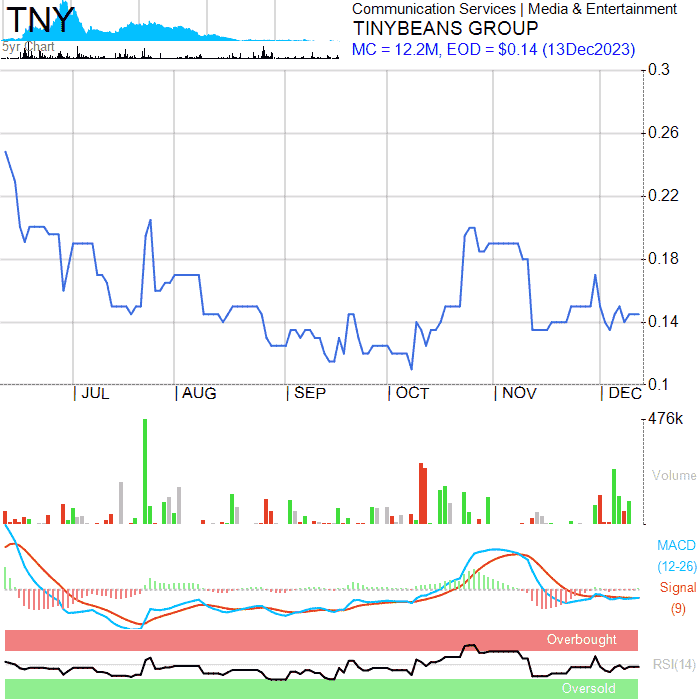 TNY
5yr Chart
Communication Services | Media & Entertainment
TINYBEANS GROUP
MC = 12.2M, EOD = $0.14 (13Dec2023)
0.3
0.26
0.22
0.18
0.14
0.1
JUL
AUG
SEP
OCT
NOV
DEC
476k
Volume
MACD
(12-26)
Signal
(9)
Overbought
RSI(14)
Oversold